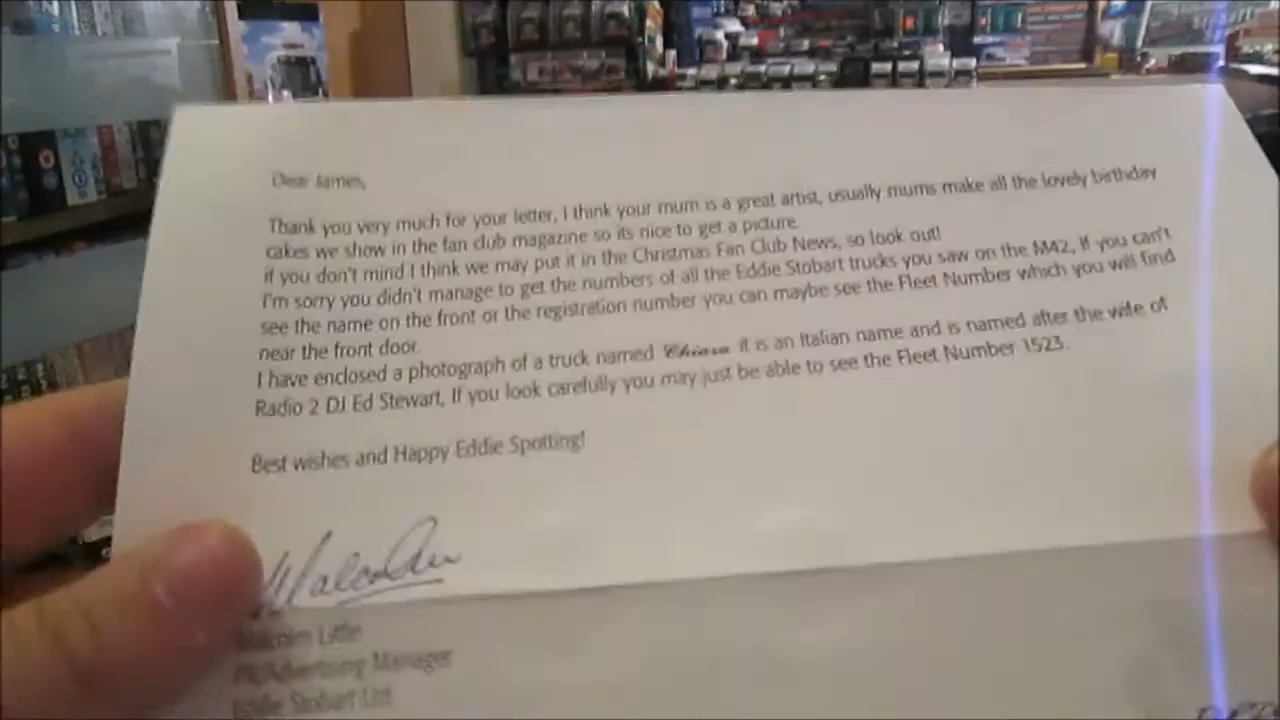 Dear James,
Thank you very much for your letter, I think your mum is a great artist, usually mums make all the lovely birthday
cakes we show in the fan club magazine so its nice to get a picture.
if you don't mind I think we may put it in the Christmas Fan Club News, so look out!
I'm sorry you didn't manage to get the numbers of all the Eddie Stobart trucks you saw on the M42, If you can't
see the name on the front or the registration number you can maybe see the Fleet Number which you will find
near the front door.
I have enclosed a photograph of a truck named Chiara it is an Italian name and is named after the wife of
Radio 2 DJ Ed Stewart, If you look carefully you may just be able to see the Fleet Number 1523.
Best wishes and Happy Eddie Spotting!
Malcolm
Malcolm Little
PR/Advertising Manager
Eddie Stobart Ltd